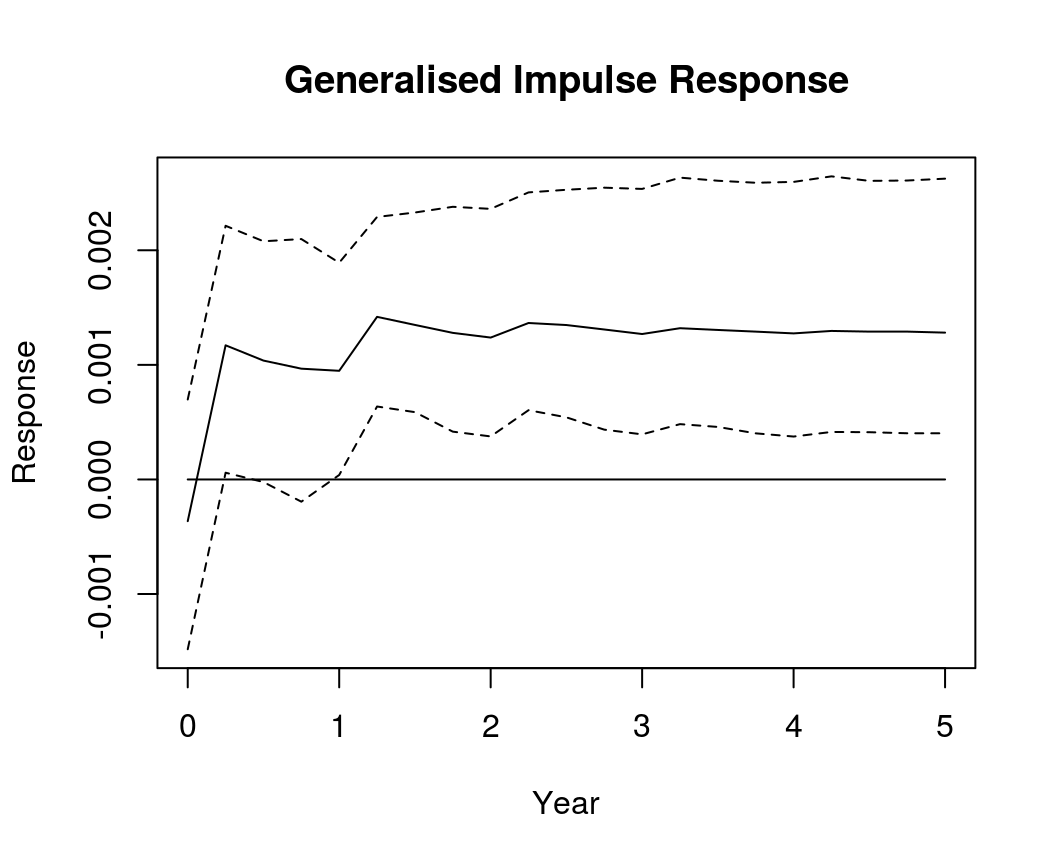 Generalised Impulse Response
Response
0.002
0.001
0.000
-0.001
0 1 2 3 4 5
Year